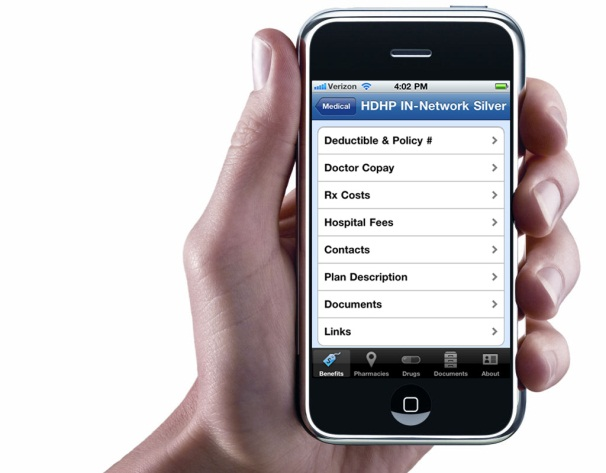 Verizon 4:02 PM
Medical HDHP IN-Network Silver
Deductible & Policy #
Doctor Copay
Rx Costs
Hospital Fees
Contacts
Plan Description
Documents
Links
Benefits Pharmacies Drugs Documents About